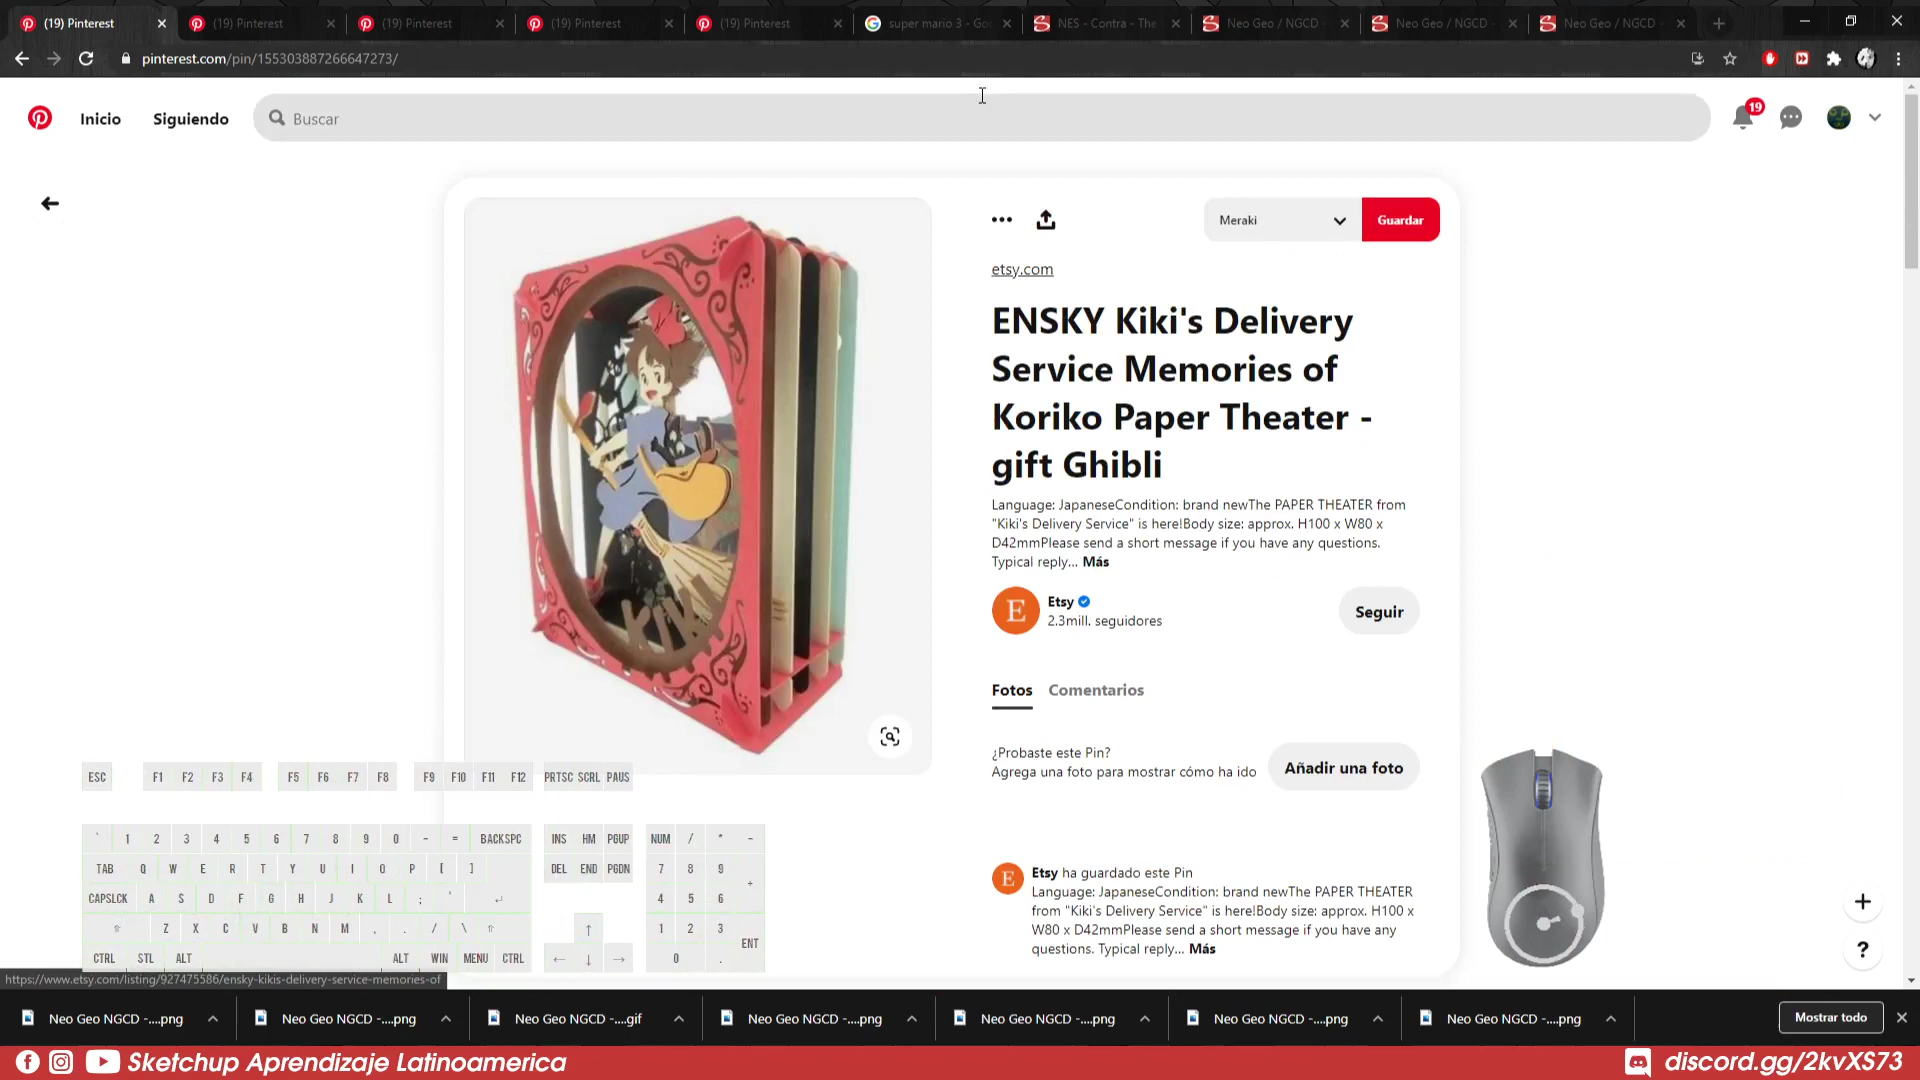 (19) Pinterest
(19) Pinterest
(19) Pinterest
(19) Pinterest
(19) Pinterest
super mario 3 - Go
NES - Contra - The
Neo Geo / NGCD -
Neo Geo / NGCD -
Neo Geo / NGCD -
pinterest.com/pin/155303887266647273/
Inicio
Siguiendo
Buscar
19
Meraki
Guardar
etsy.com
ENSKY Kiki's Delivery
Service Memories of
Koriko Paper Theater -
gift Ghibli
Language: JapaneseCondition: brand newThe PAPER THEATER from
"Kiki's Delivery Service" is here!Body size: approx. H100 x W80 x
D42mmPlease send a short message if you have any questions.
Typical reply... Más
E
Etsy
2.3mill. seguidores
Seguir
Fotos
Comentarios
¿Probaste este Pin?
Agrega una foto para mostrar cómo ha ido
Añadir una foto
E
Etsy ha guardado este Pin
Language: JapaneseCondition: brand newThe PAPER THEATER
from "Kiki's Delivery Service" is here!Body size: approx. H100 x
W80 x D42mmPlease send a short message if you have any
questions. Typical reply... Más
KIKI
ESC F1 F2 F3 F4 F5 F6 F7 F8 F9 F10 F11 F12 PRTSC SCRL PAUS
` 1 2 3 4 5 6 7 8 9 0 - = BACKSPC INS HM PGUP NUM / * -
TAB Q W E R T Y U I O P [ ] DEL END PGDN 7 8 9 +
CAPSLCK A S D F G H J K L ; ' ↵ 4 5 6
⇧ Z X C V B N M , . / \ ⇧ ↑ 1 2 3 ENT
CTRL STL ALT ALT WIN MENU CTRL ← ↓ → 0 .
+
?
https://www.etsy.com/listing/927475586/ensky-kikis-delivery-service-memories-of
Neo Geo NGCD -....png
Neo Geo NGCD -....png
Neo Geo NGCD -....gif
Neo Geo NGCD -....png
Neo Geo NGCD -....png
Neo Geo NGCD -....png
Neo Geo NGCD -....png
Mostrar todo
Sketchup Aprendizaje Latinoamerica
discord.gg/2kvXS73